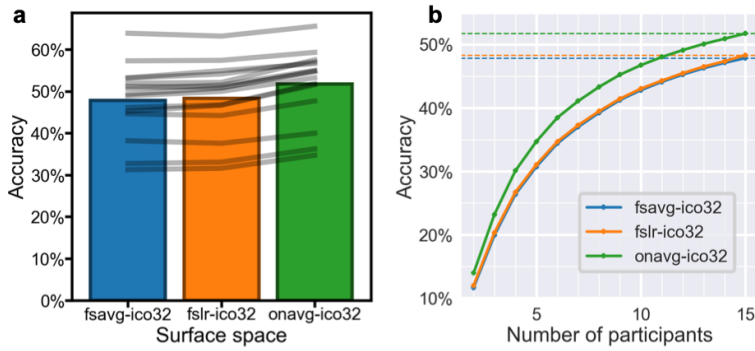 a
Accuracy
60%
50%
40%
30%
20%
10%
0%
fsavg-ico32 fslr-ico32 onavg-ico32
Surface space
b
Accuracy
50%
40%
30%
20%
10%
fsavg-ico32
fslr-ico32
onavg-ico32
5 10 15
Number of participants